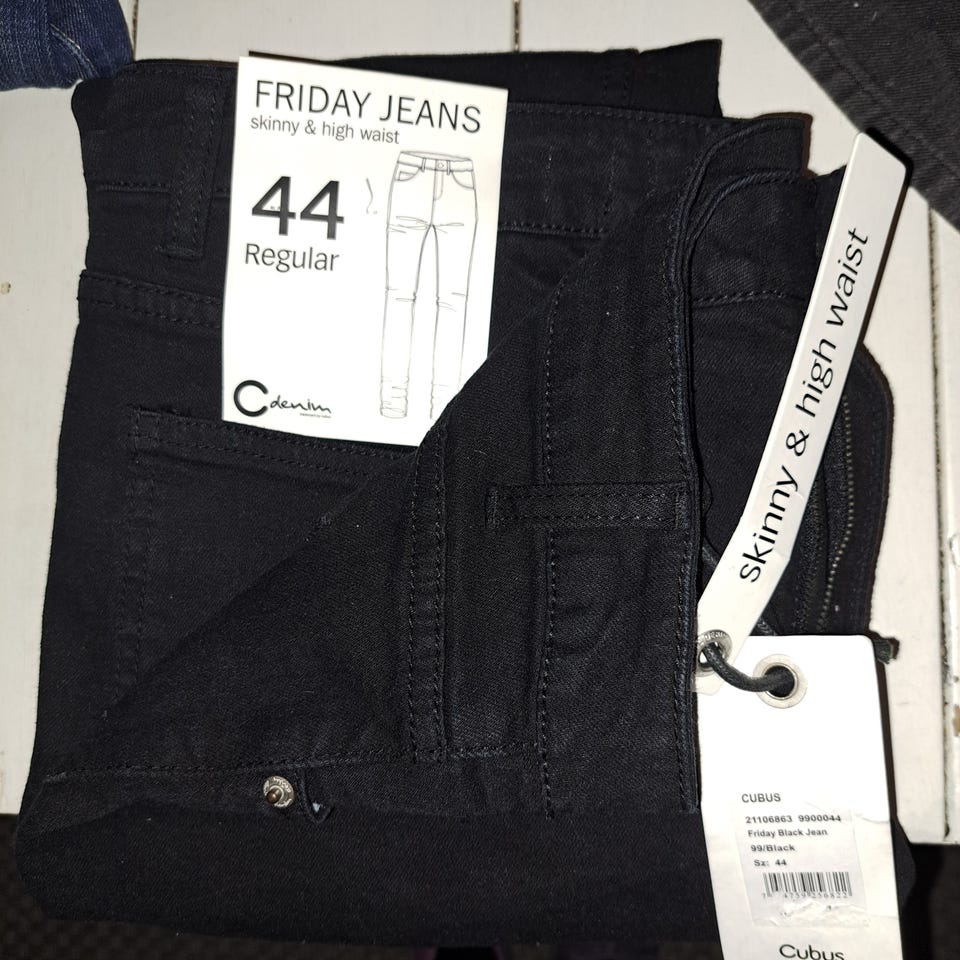 FRIDAY JEANS
skinny & high waist
44
Regular
C denim
skinny & high waist
CUBUS
21106863 9900044
Friday Black Jean
99/Black
Sz: 44
Cubus